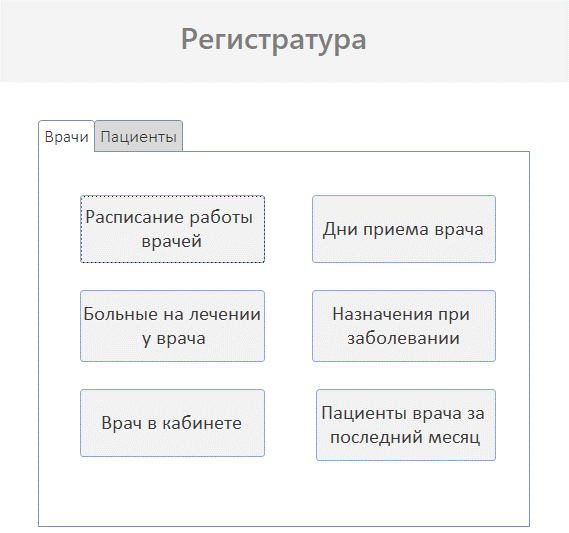 Регистратура
Врачи
Пациенты
Расписание работы
врачей
Дни приема врача
Больные на лечении
у врача
Назначения при
заболевании
Врач в кабинете
Пациенты врача за
последний месяц